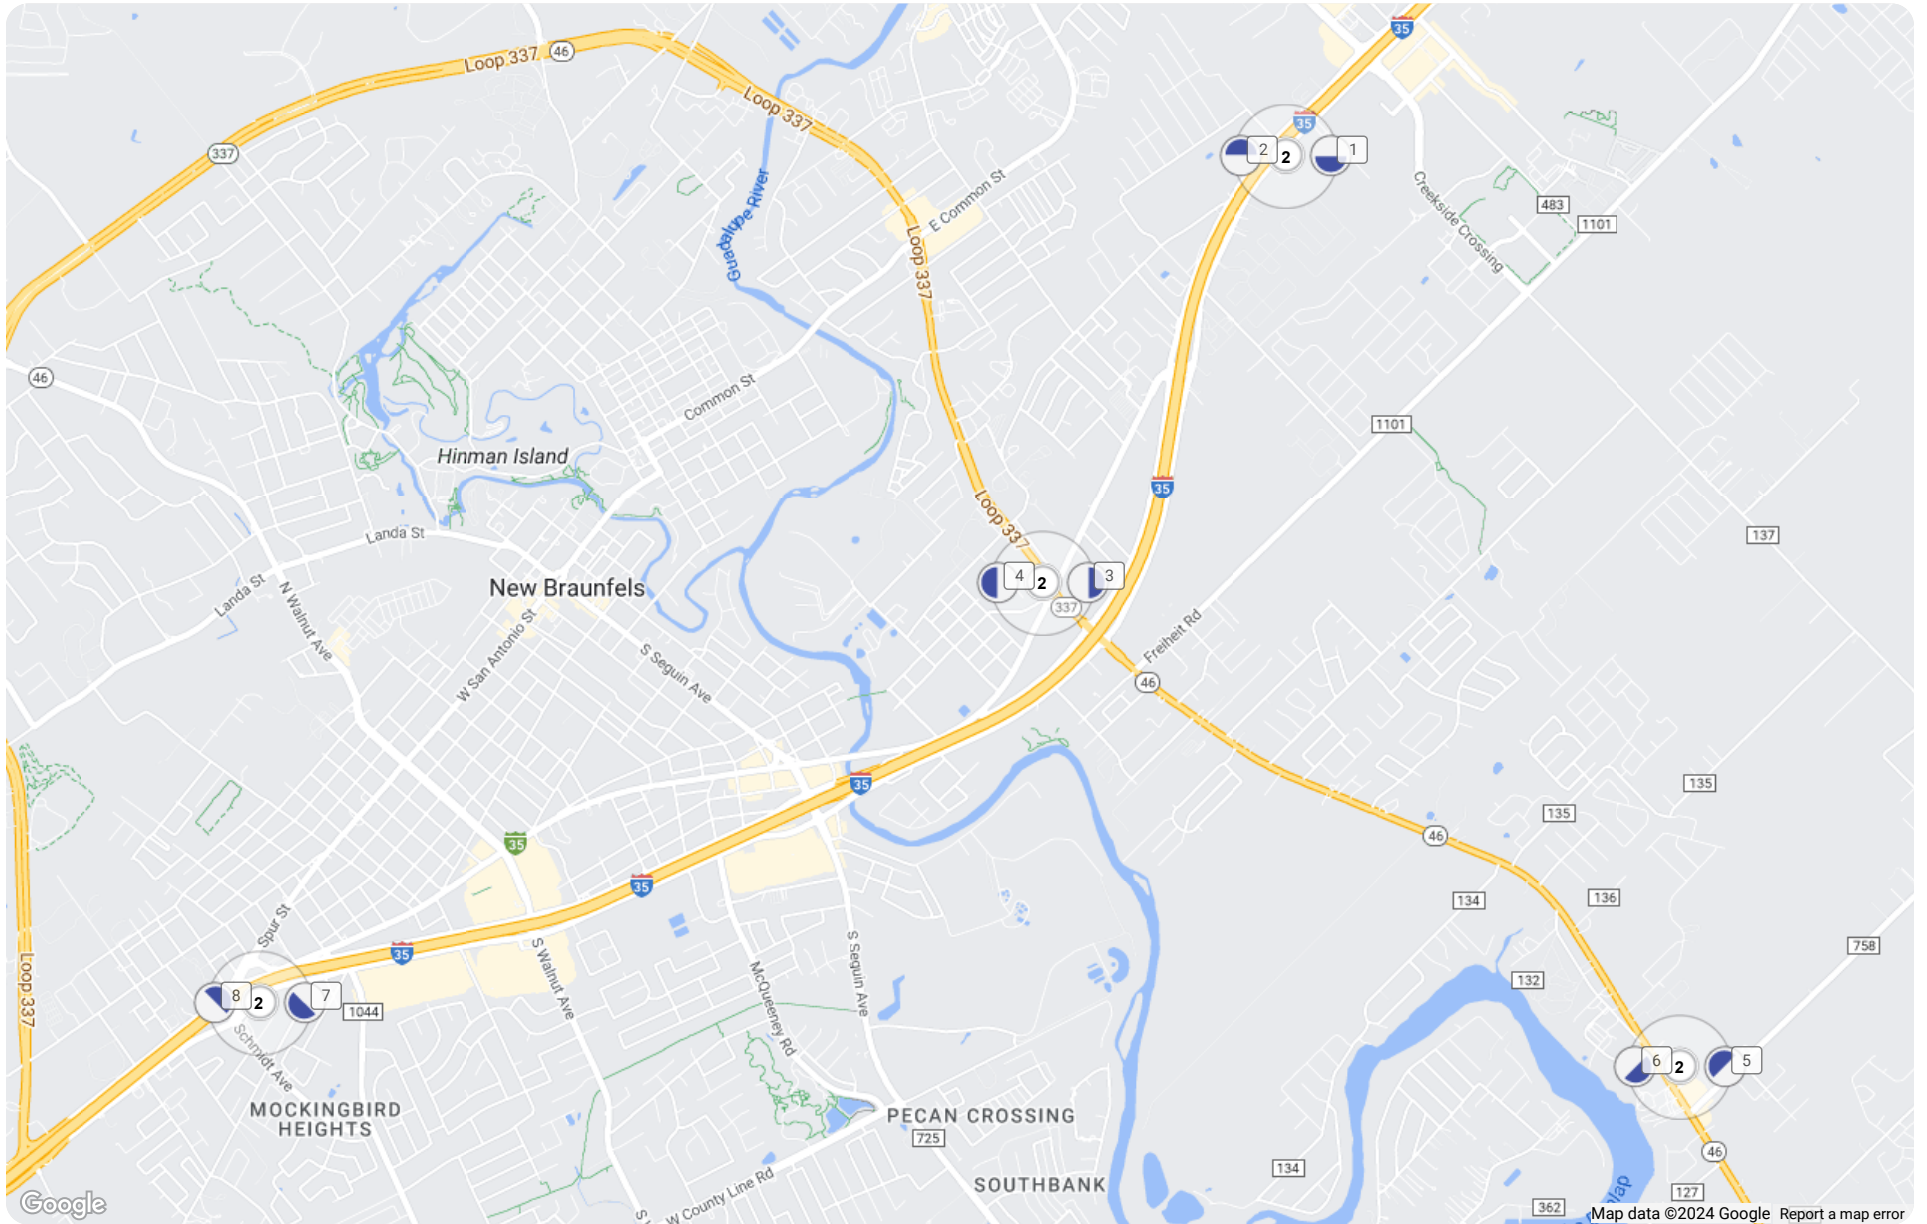 35
Loop 337
46
Loop 337
35
2
2
1
337
Guadalupe River
E Common St
Creekside Crossing
483
1101
Loop 337
46
Common St
1101
Hinman Island
35
Loop 337
137
Landa St
4
2
3
New Braunfels
Landa St
N Walnut Ave
337
W San Antonio St
S Seguin Ave
Freiheit Rd
46
35
135
135
35
46
35
134
136
Spur St
35
S Walnut Ave
McQueeney Rd
S Seguin Ave
758
Loop 337
132
8
2
7
1044
Schmidt Ave
6
2
5
MOCKINGBIRD
HEIGHTS
PECAN CROSSING
725
46
134
SOUTHBANK
W County Line Rd
127
362
Google
Map data ©2024 Google
Report a map error